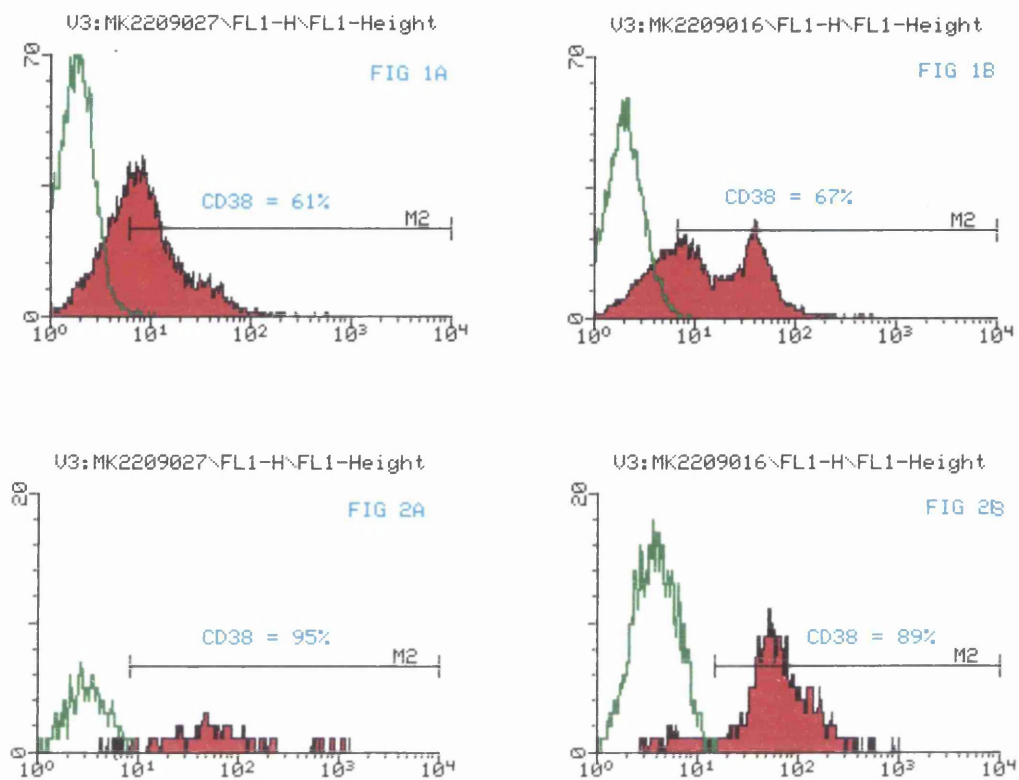 V3:MK2209027\FL1-H\FL1-Height
70
FIG 1A
CD38 = 61%
M2
0
10⁰ 10¹ 10² 10³ 10⁴
V3:MK2209016\FL1-H\FL1-Height
70
FIG 1B
CD38 = 67%
M2
0
10⁰ 10¹ 10² 10³ 10⁴
V3:MK2209027\FL1-H\FL1-Height
20
FIG 2A
CD38 = 95%
M2
0
10⁰ 10¹ 10² 10³ 10⁴
V3:MK2209016\FL1-H\FL1-Height
20
FIG 2B
CD38 = 89%
M2
0
10⁰ 10¹ 10² 10³ 10⁴